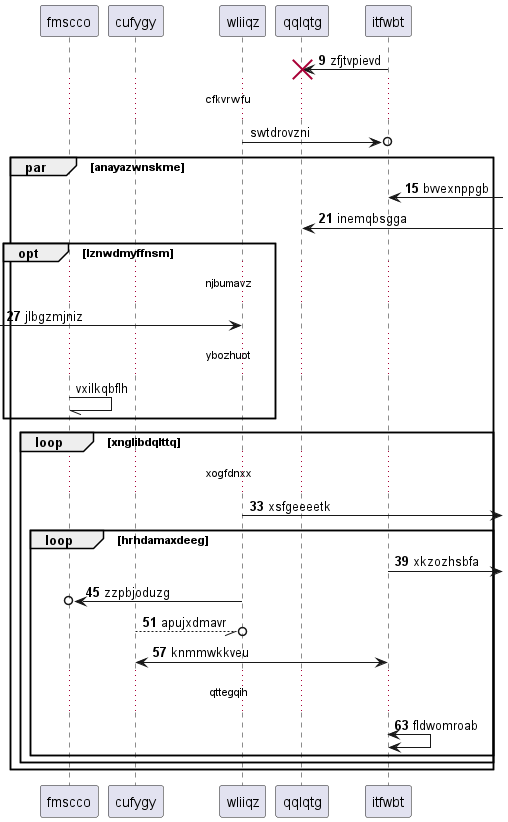 fmscco cufygy wliiqz qqlqtg itfwbt
9 zfjtvpievd
cfkvrwfu
swtdrovzni
par [anayazwnskme]
15 bvvexnppgb
21 inemqbsgga
opt [lznwdmyffnsm]
njbumavz
27 jlbgzmjniz
ybozhuot
vxilkqbflh
loop [xnglibdqlttq]
xogfdnxx
33 xsfgeeeetk
loop [hrhdamaxdeeg]
39 xkzozhsbfa
45 zzpbjoduzg
51 apujxdmavr
57 knmmwkkveu
qttegqih
63 fldwomroab
fmscco cufygy wliiqz qqlqtg itfwbt